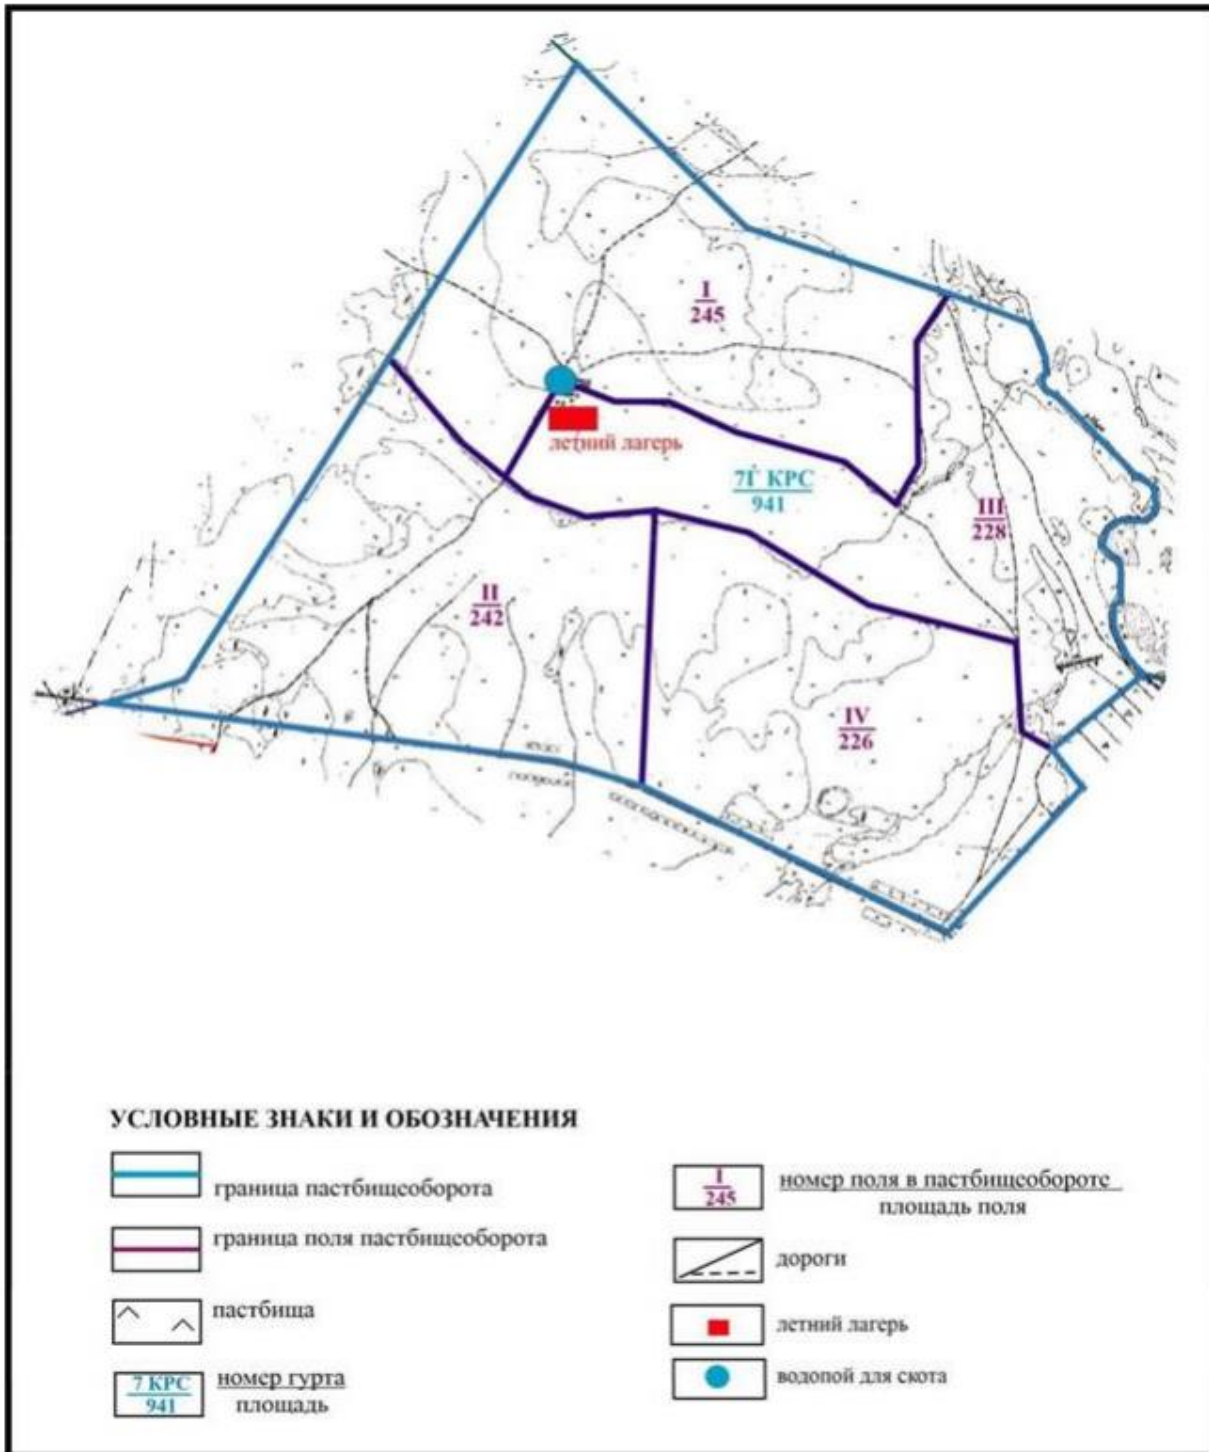 I
245
летний лагерь
7Г КРС
941
III
228
II
242
IV
226
УСЛОВНЫЕ ЗНАКИ И ОБОЗНАЧЕНИЯ
граница пастбищеоборота
граница поля пастбищеоборота
пастбища
7 КРС
941
номер гурта
площадь
I
245
номер поля в пастбищеобороте
площадь поля
дороги
летний лагерь
водопой для скота